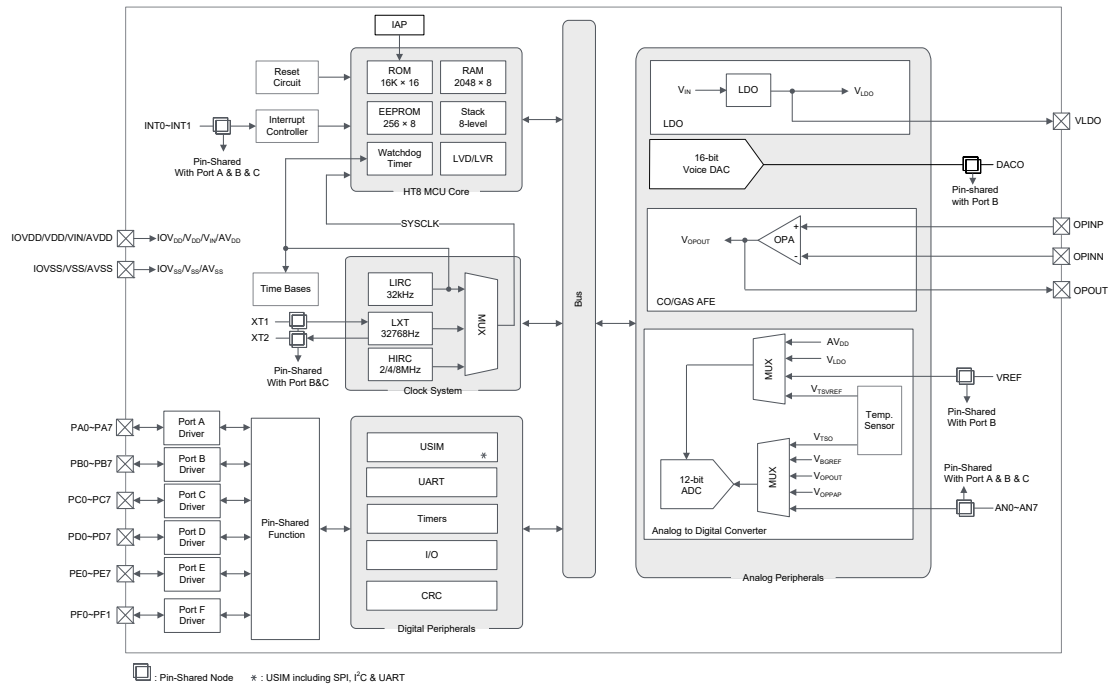 IAP
Reset
Circuit
ROM
16K × 16
RAM
2048 × 8
INT0~INT1
Interrupt
Controller
EEPROM
256 × 8
Stack
8-level
Pin-Shared
With Port A & B & C
Watchdog
Timer
LVD/LVR
HT8 MCU Core
SYSCLK
IOVDD/VDD/VIN/AVDD
IOVDD/VDD/VIN/AVDD
IOVSS/VSS/AVSS
IOVSS/VSS/AVSS
Time Bases
LIRC
32kHz
XT1
XT2
LXT
32768Hz
MUX
Pin-Shared
With Port B&C
HIRC
2/4/8MHz
Clock System
PA0~PA7
Port A
Driver
PB0~PB7
Port B
Driver
PC0~PC7
Port C
Driver
PD0~PD7
Port D
Driver
PE0~PE7
Port E
Driver
PF0~PF1
Port F
Driver
Pin-Shared
Function
USIM
*
UART
Timers
I/O
CRC
Digital Peripherals
Bus
VIN
LDO
VLDO
LDO
VLDO
16-bit
Voice DAC
DACO
Pin-shared
with Port B
VOPOUT
OPA
+
-
OPINP
OPINN
OPOUT
CO/GAS AFE
MUX
AVDD
VLDO
VREF
VTSVREF
Pin-Shared
With Port B
Temp.
Sensor
12-bit
ADC
MUX
VTSO
VBGREF
VOPOUT
VOPPAP
Pin-Shared
With Port A & B & C
AN0~AN7
Analog to Digital Converter
Analog Peripherals
: Pin-Shared Node * : USIM including SPI, I²C & UART